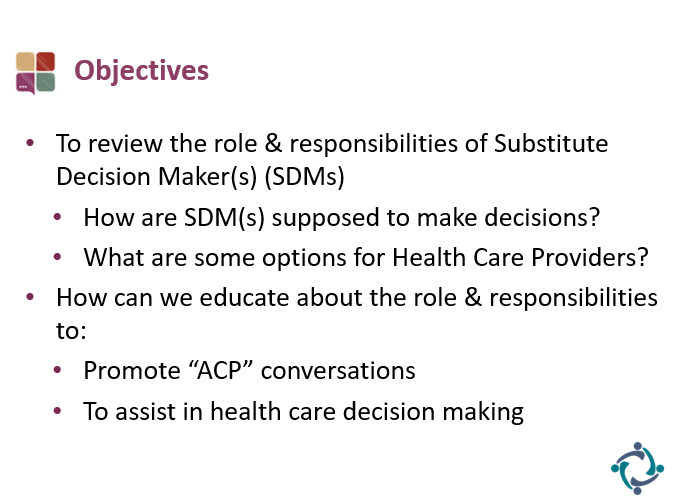 Objectives
• To review the role & responsibilities of Substitute
Decision Maker(s) (SDMs)
• How are SDM(s) supposed to make decisions?
• What are some options for Health Care Providers?
• How can we educate about the role & responsibilities
to:
• Promote “ACP” conversations
• To assist in health care decision making